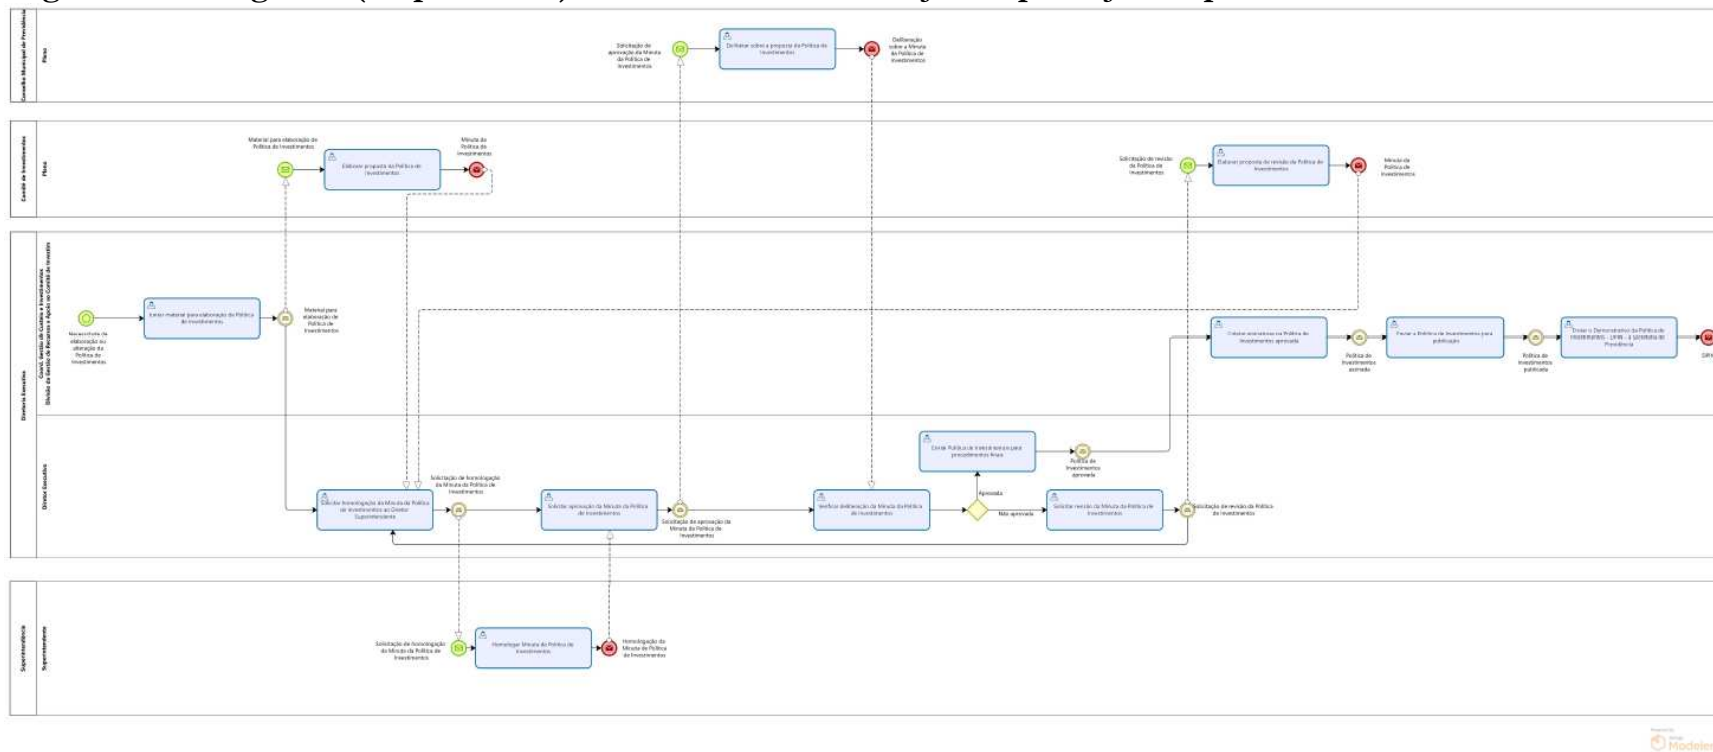 Conselho Municipal de Previdência
Pleno
Solicitação de
aprovação da Minuta
da Política de
Investimentos
Deliberar sobre a proposta da Política de
Investimentos
Deliberação
sobre a Minuta
da Política de
Investimentos
Comitê de Investimentos
Pleno
Material para elaboração de
Política de Investimentos
Elaborar proposta da Política de
Investimentos
Minuta da
Política de
Investimentos
Solicitação de revisão
da Política de
Investimentos
Elaborar proposta de revisão da Política de
Investimentos
Minuta da
Política de
Investimentos
Diretoria Executiva
Divisão de Gestão de Recursos e Apoio ao Comitê de Investim
Necessidade de
elaboração ou
alteração da
Política de
Investimentos
Juntar material para elaboração da Política
de Investimentos
Material para
elaboração de
Política de
Investimentos
Coletar assinaturas na Política de
Investimentos aprovada
Política de
Investimentos
assinada
Enviar a Política de Investimentos para
publicação
Política de
Investimentos
publicada
Enviar o Demonstrativo da Política de
Investimentos - DPIN - à Secretaria de
Previdência
Diretor Executivo
Solicitar homologação da Minuta da Política
de Investimentos ao Diretor
Superintendente
Solicitação de homologação
da Minuta da Política de
Investimentos
Solicitar aprovação da Minuta da Política
de Investimentos
Solicitação de aprovação da
Minuta da Política de
Investimentos
Verificar deliberação da Minuta da Política
de Investimentos
Enviar Política de Investimentos para
procedimentos finais
Política de
Investimentos
aprovada
Aprovada
Não aprovada
Solicitar revisão da Minuta da Política de
Investimentos
Solicitação de revisão da Política
de Investimentos
Superintendência
Superintendente
Solicitação de homologação
da Minuta da Política de
Investimentos
Homologar Minuta da Política de
Investimentos
Homologação da
Minuta da Política
de Investimentos
Modeler